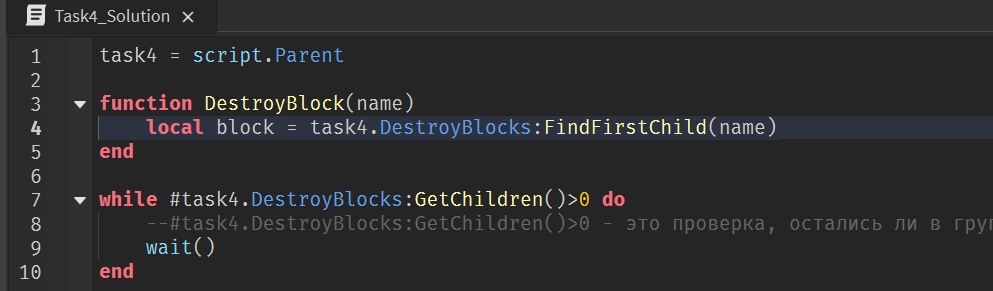 Task4_Solution ×
1 task4 = script.Parent
2
3 function DestroyBlock(name)
4 local block = task4.DestroyBlocks:FindFirstChild(name)
5 end
6
7 while #task4.DestroyBlocks:GetChildren()>0 do
8 --#task4.DestroyBlocks:GetChildren()>0 - это проверка, остались ли в
9 wait()
10 end